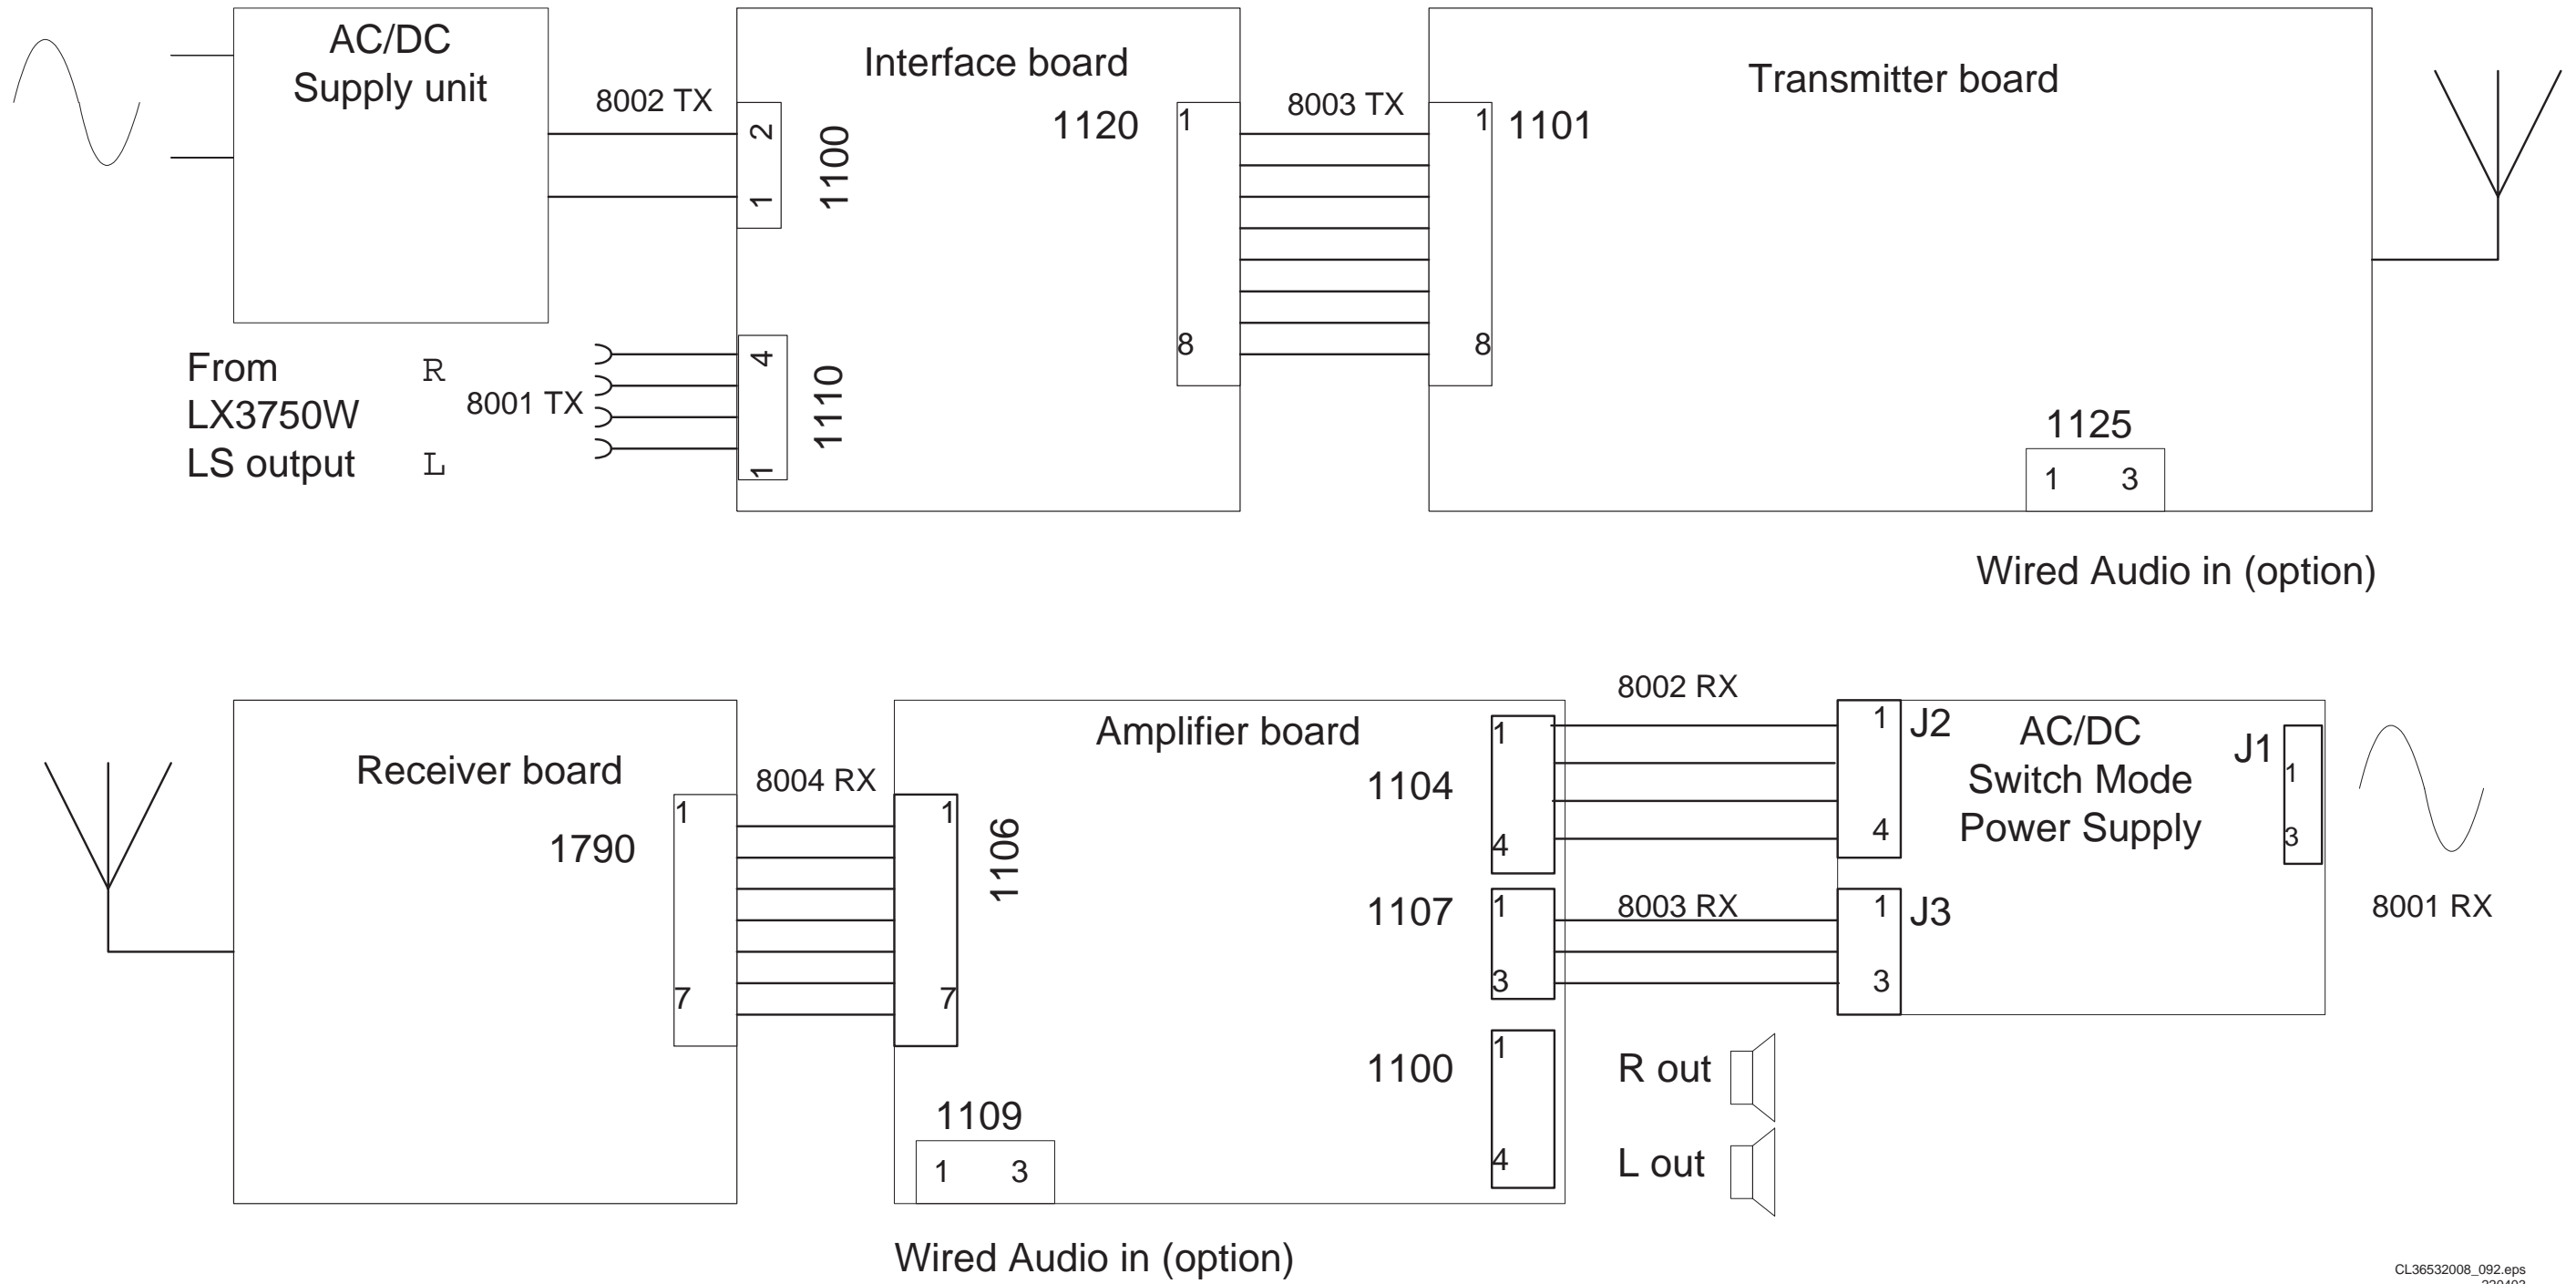 AC/DC
Supply unit
8002 TX
2
1
1100
Interface board
1120
1
8
8003 TX
1
8
1101
Transmitter board
From
LX3750W
LS output
R
L
8001 TX
4
1
1110
1125
1 3
Wired Audio in (option)
Receiver board
1790
1
7
8004 RX
1
7
1106
Amplifier board
1104
1
4
8002 RX
1
4
J2
AC/DC
Switch Mode
Power Supply
J1
1
3
8001 RX
1107
1
3
8003 RX
1
3
J3
1100
1
4
R out
L out
1109
1 3
Wired Audio in (option)
CL36532008_092.eps
220403